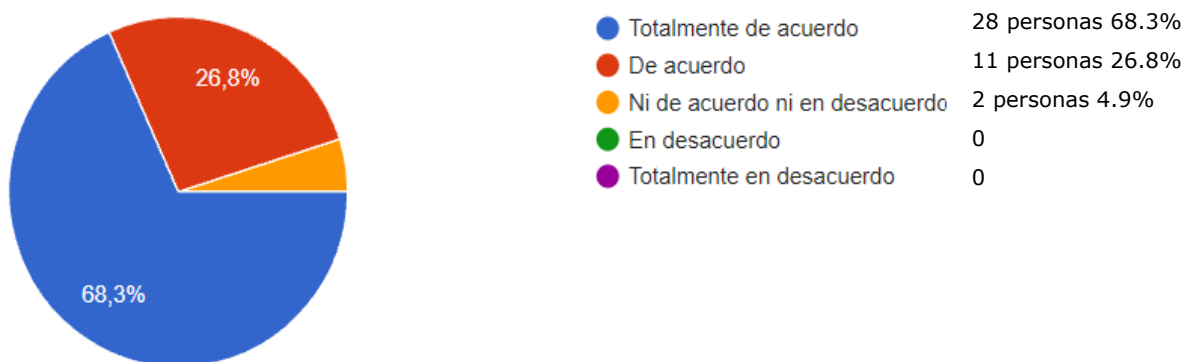 Totalmente de acuerdo 28 personas 68.3%
De acuerdo 11 personas 26.8%
Ni de acuerdo ni en desacuerdo 2 personas 4.9%
En desacuerdo 0
Totalmente en desacuerdo 0
26,8%
68,3%